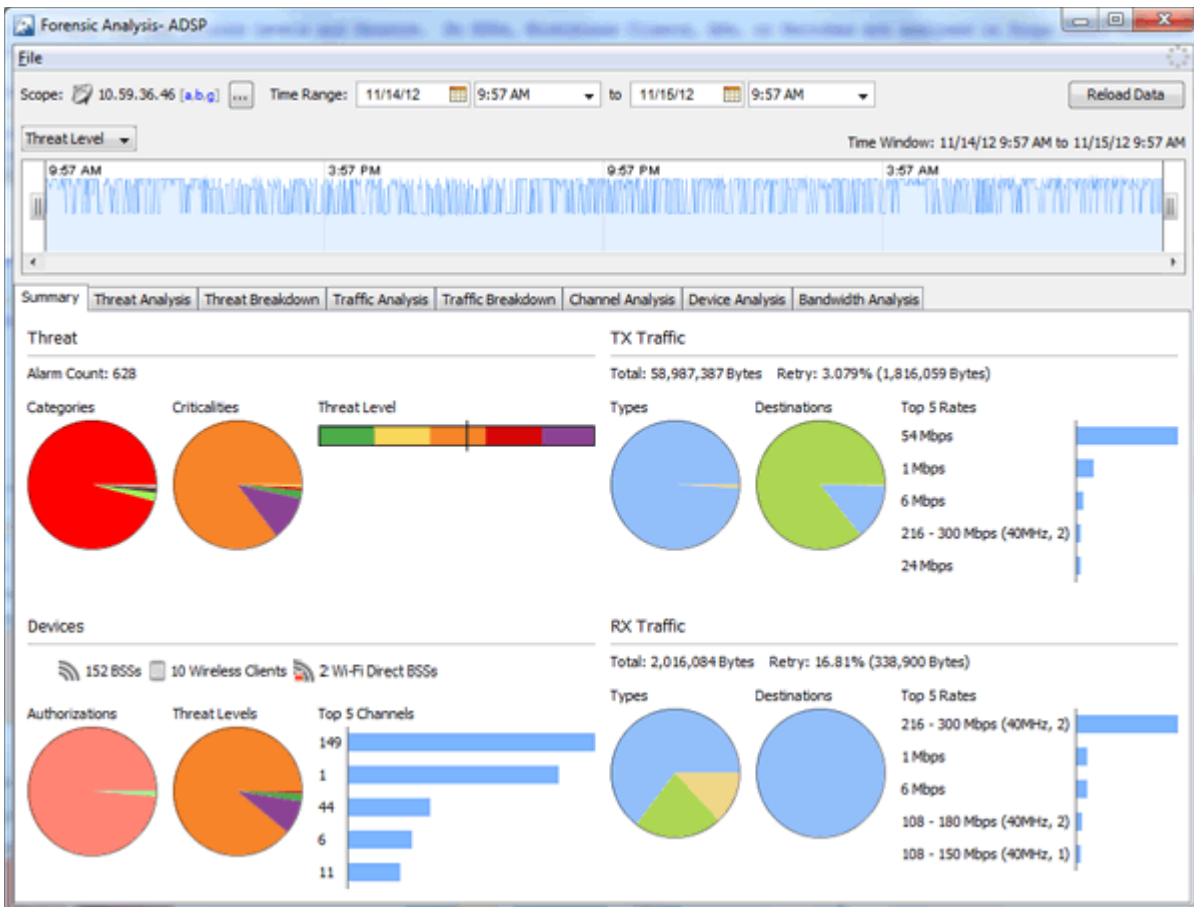 Forensic Analysis- ADSP
File
Scope: 10.59.36.46 [a.b.g] ... Time Range: 11/14/12 9:57 AM to 11/15/12 9:57 AM Reload Data
Threat Level Time Window: 11/14/12 9:57 AM to 11/15/12 9:57 AM
9:57 AM 3:57 PM 9:57 PM 3:57 AM
Summary Threat Analysis Threat Breakdown Traffic Analysis Traffic Breakdown Channel Analysis Device Analysis Bandwidth Analysis
Threat
Alarm Count: 628
Categories Criticalities Threat Level
TX Traffic
Total: 58,987,387 Bytes Retry: 3.079% (1,816,059 Bytes)
Types Destinations Top 5 Rates
54 Mbps
1 Mbps
6 Mbps
216 - 300 Mbps (40MHz, 2)
24 Mbps
Devices
152 BSSs 10 Wireless Clients 2 Wi-Fi Direct BSSs
Authorizations Threat Levels Top 5 Channels
149
1
44
6
11
RX Traffic
Total: 2,016,084 Bytes Retry: 16.81% (338,900 Bytes)
Types Destinations Top 5 Rates
216 - 300 Mbps (40MHz, 2)
1 Mbps
6 Mbps
108 - 180 Mbps (40MHz, 2)
108 - 150 Mbps (40MHz, 1)